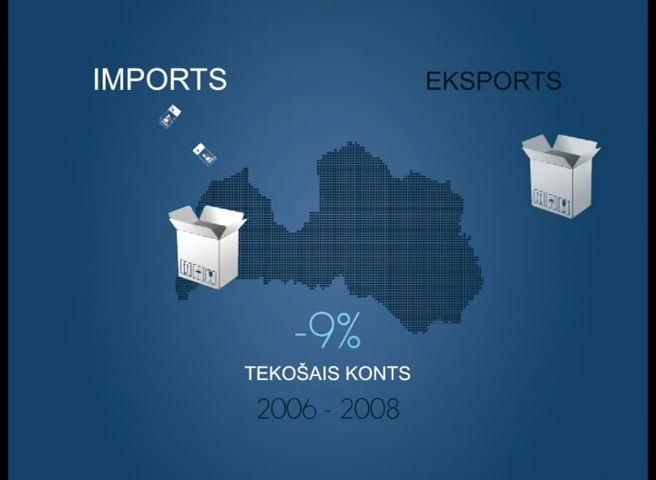 IMPORTS
EKSPORTS
-9%
TEKOŠAIS KONTS
2006 - 2008